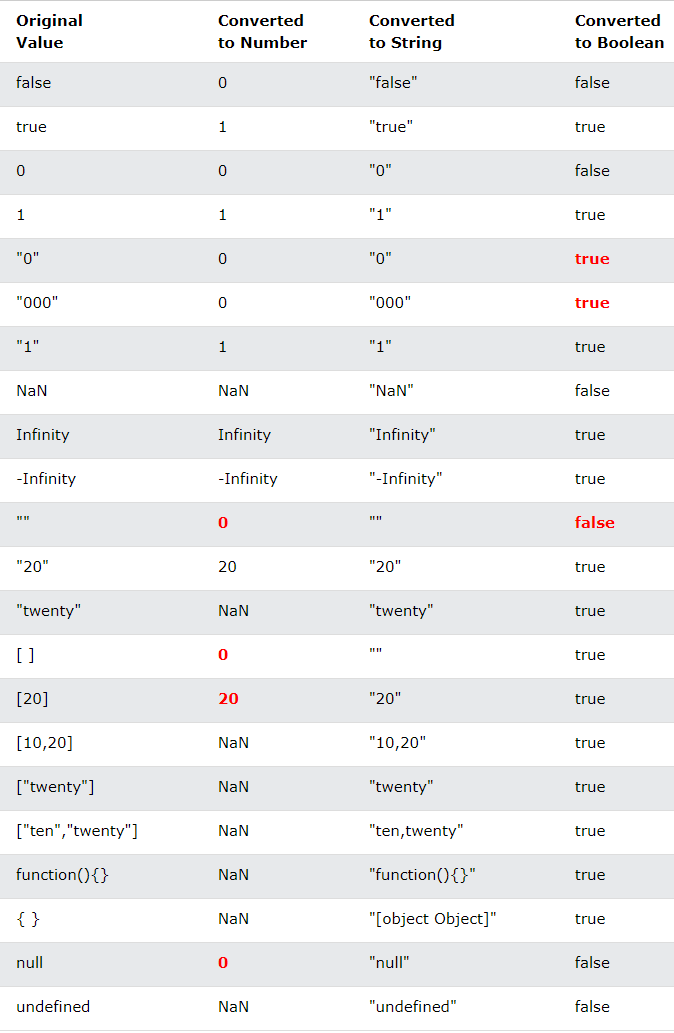 Original Value Converted to Number Converted to String Converted to Boolean
false 0 "false" false
true 1 "true" true
0 0 "0" false
1 1 "1" true
"0" 0 "0" true
"000" 0 "000" true
"1" 1 "1" true
NaN NaN "NaN" false
Infinity Infinity "Infinity" true
-Infinity -Infinity "-Infinity" true
"" 0 "" false
"20" 20 "20" true
"twenty" NaN "twenty" true
[ ] 0 "" true
[20] 20 "20" true
[10,20] NaN "10,20" true
["twenty"] NaN "twenty" true
["ten","twenty"] NaN "ten,twenty" true
function(){} NaN "function(){}" true
{ } NaN "[object Object]" true
null 0 "null" false
undefined NaN "undefined" false